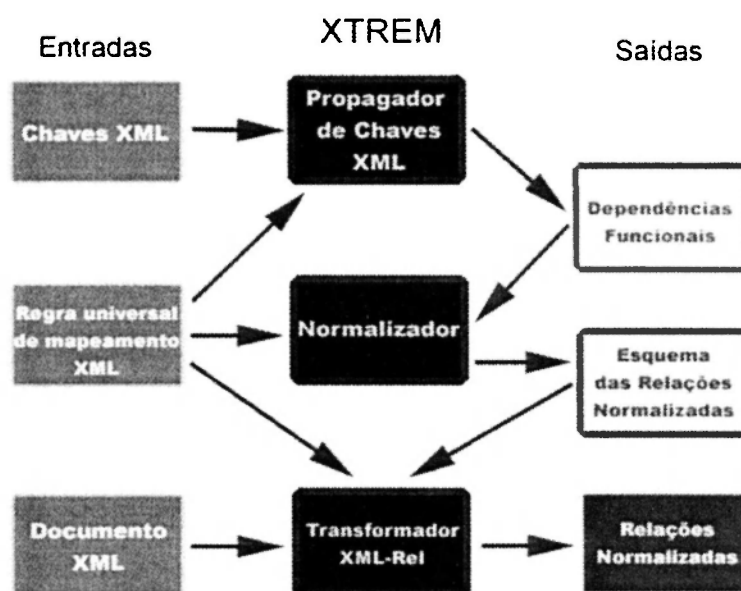 Entradas
XTREM
Saídas
Chaves XML
Propagador
de Chaves
XML
Dependências
Funcionais
Regra universal
de mapeamento
XML
Normalizador
Esquema
das Relações
Normalizadas
Documento
XML
Transformador
XML-Rel
Relações
Normalizadas